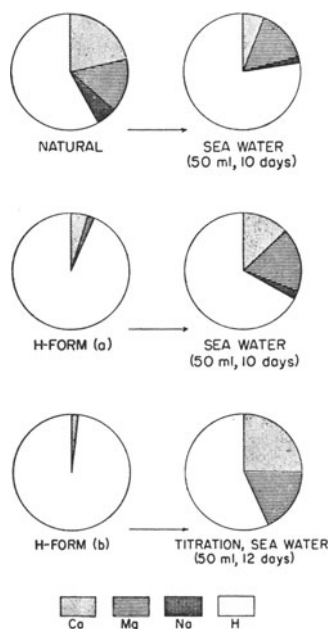 NATURAL
SEA WATER
(50 ml, 10 days)
H-FORM (a)
SEA WATER
(50 ml, 10 days)
H-FORM (b)
TITRATION, SEA WATER
(50 ml, 12 days)
Ca Mg Na H